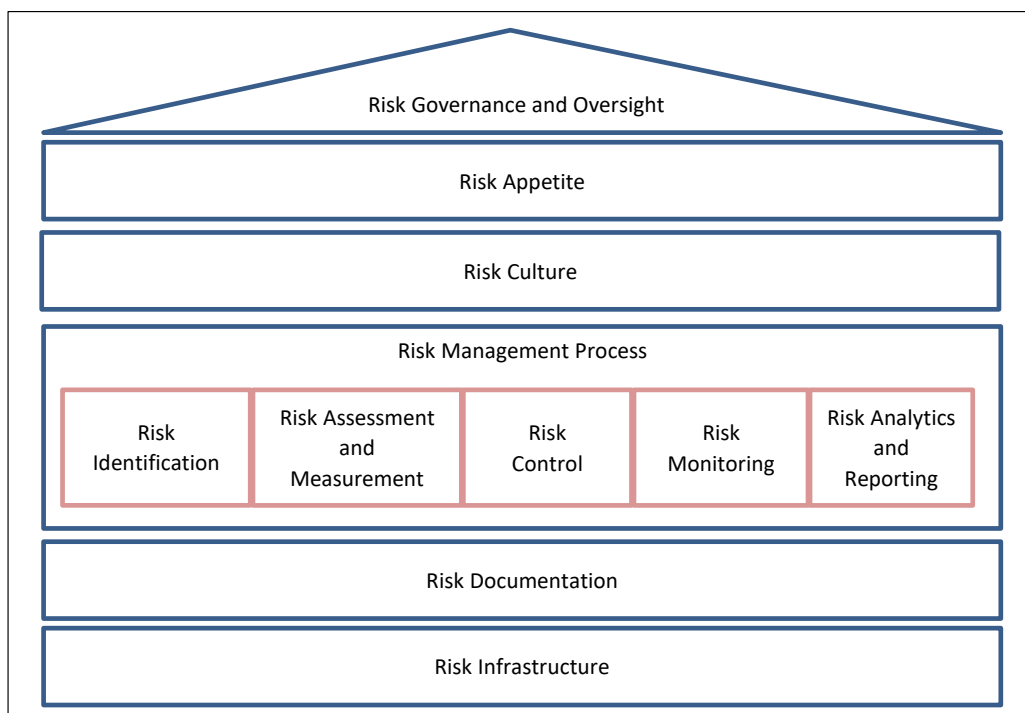 Risk Governance and Oversight
Risk Appetite
Risk Culture
Risk Management Process
Risk
Identification
Risk Assessment
and
Measurement
Risk
Control
Risk
Monitoring
Risk Analytics
and
Reporting
Risk Documentation
Risk Infrastructure